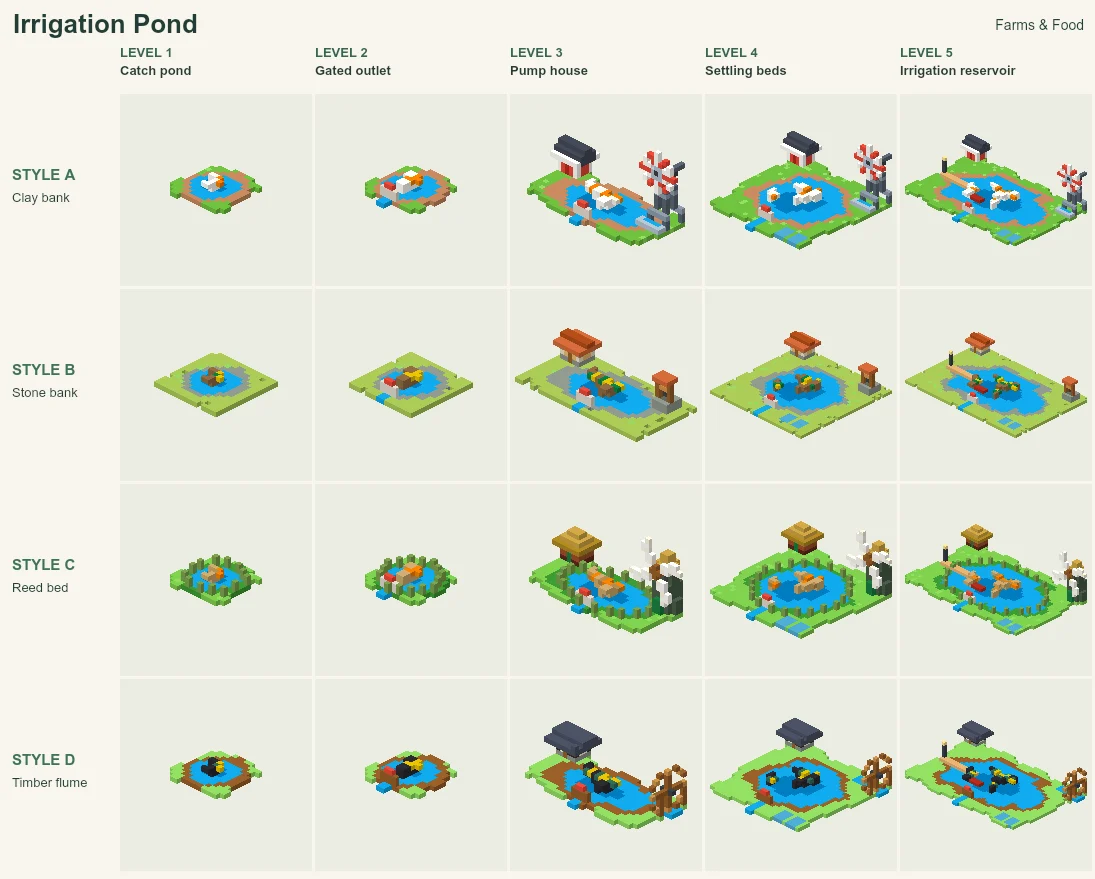 Irrigation Pond
Farms & Food
LEVEL 1
Catch pond
LEVEL 2
Gated outlet
LEVEL 3
Pump house
LEVEL 4
Settling beds
LEVEL 5
Irrigation reservoir
STYLE A
Clay bank
STYLE B
Stone bank
STYLE C
Reed bed
STYLE D
Timber flume